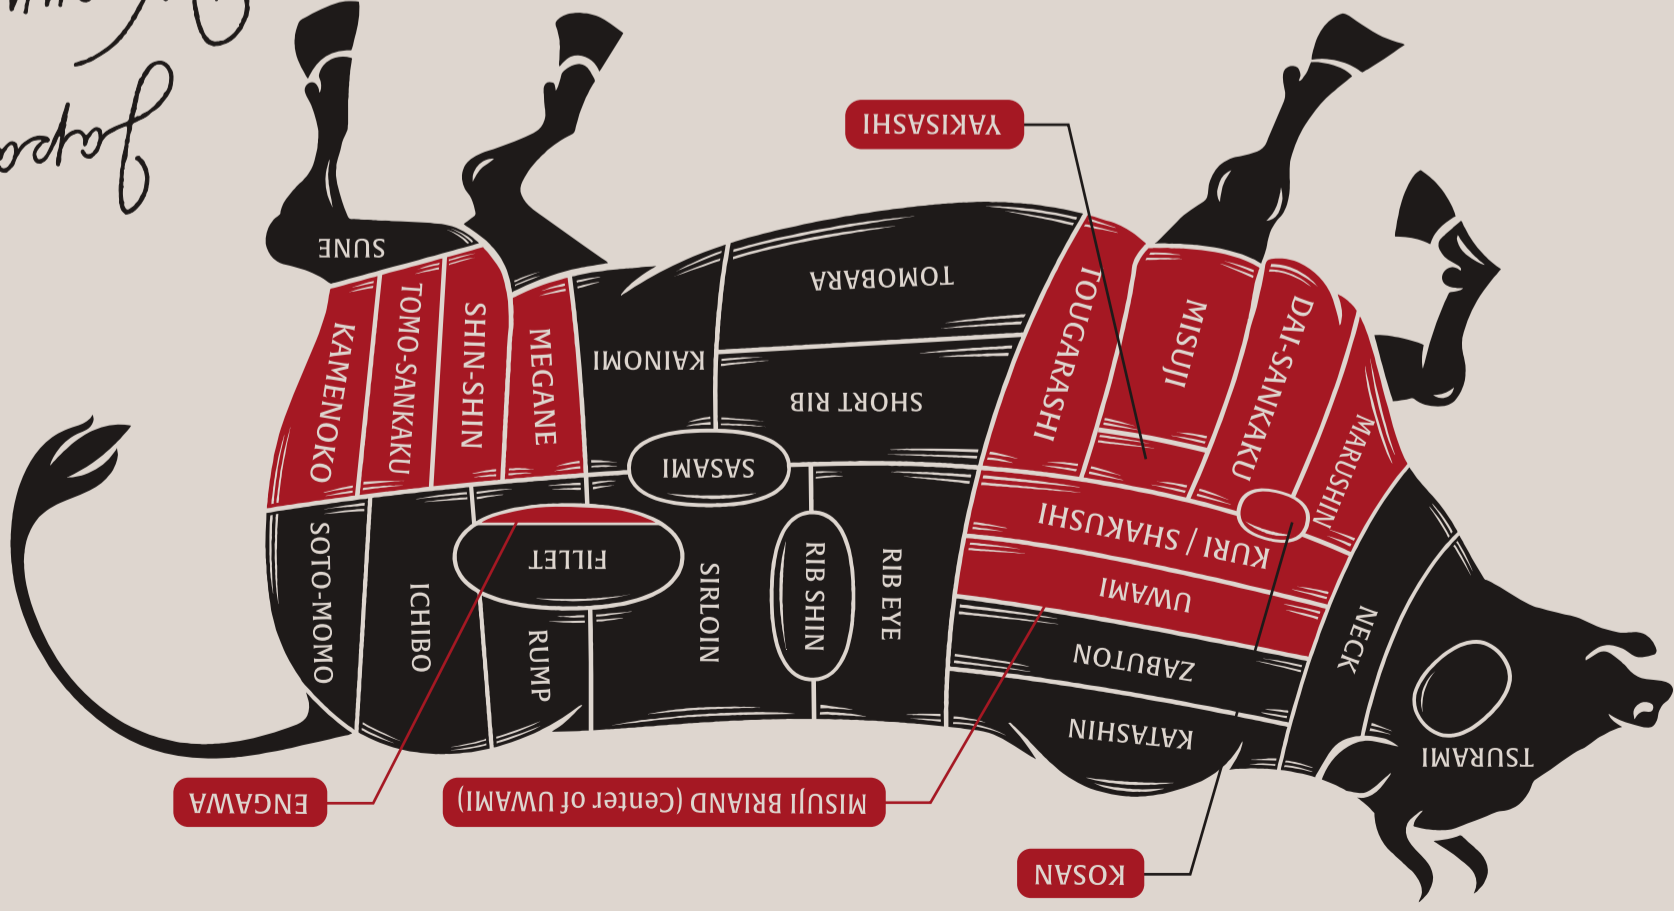 KOSAN
MISUJI BRIAND (Center of UWAMI)
ENGAWA
TSURAMI
KATASHIN
NECK
ZABUTON
UWAMI
KURI / SHAKUSHI
RIB EYE
RIB SHIN
SIRLOIN
RUMP
FILLET
ICHIBO
SOTO-MOMO
MARUSHIN
DAI-SANKAKU
MISUJI
TOUGARASHI
SASAMI
SHORT RIB
KAINOMI
MEGANE
SHIN-SHIN
TOMO-SANKAKU
KAMENOKO
TOMOBARA
SUNE
YAKISASHI
Japa